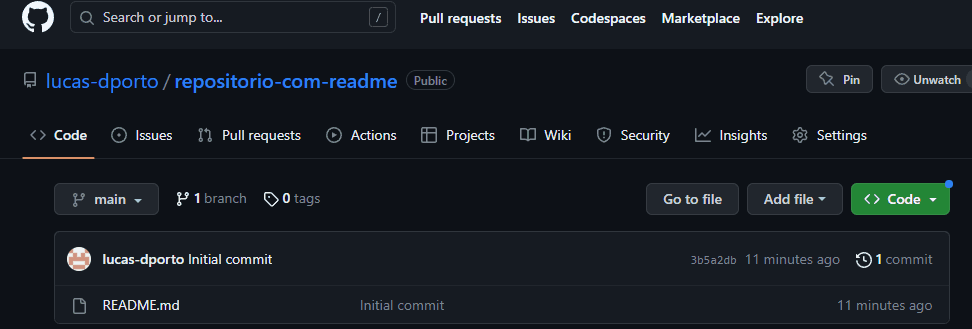 Search or jump to... / Pull requests Issues Codespaces Marketplace Explore
lucas-dporto / repositorio-com-readme Public Pin Unwatch
Code Issues Pull requests Actions Projects Wiki Security Insights Settings
main 1 branch 0 tags Go to file Add file Code
lucas-dporto Initial commit 3b5a2db 11 minutes ago 1 commit
README.md Initial commit 11 minutes ago